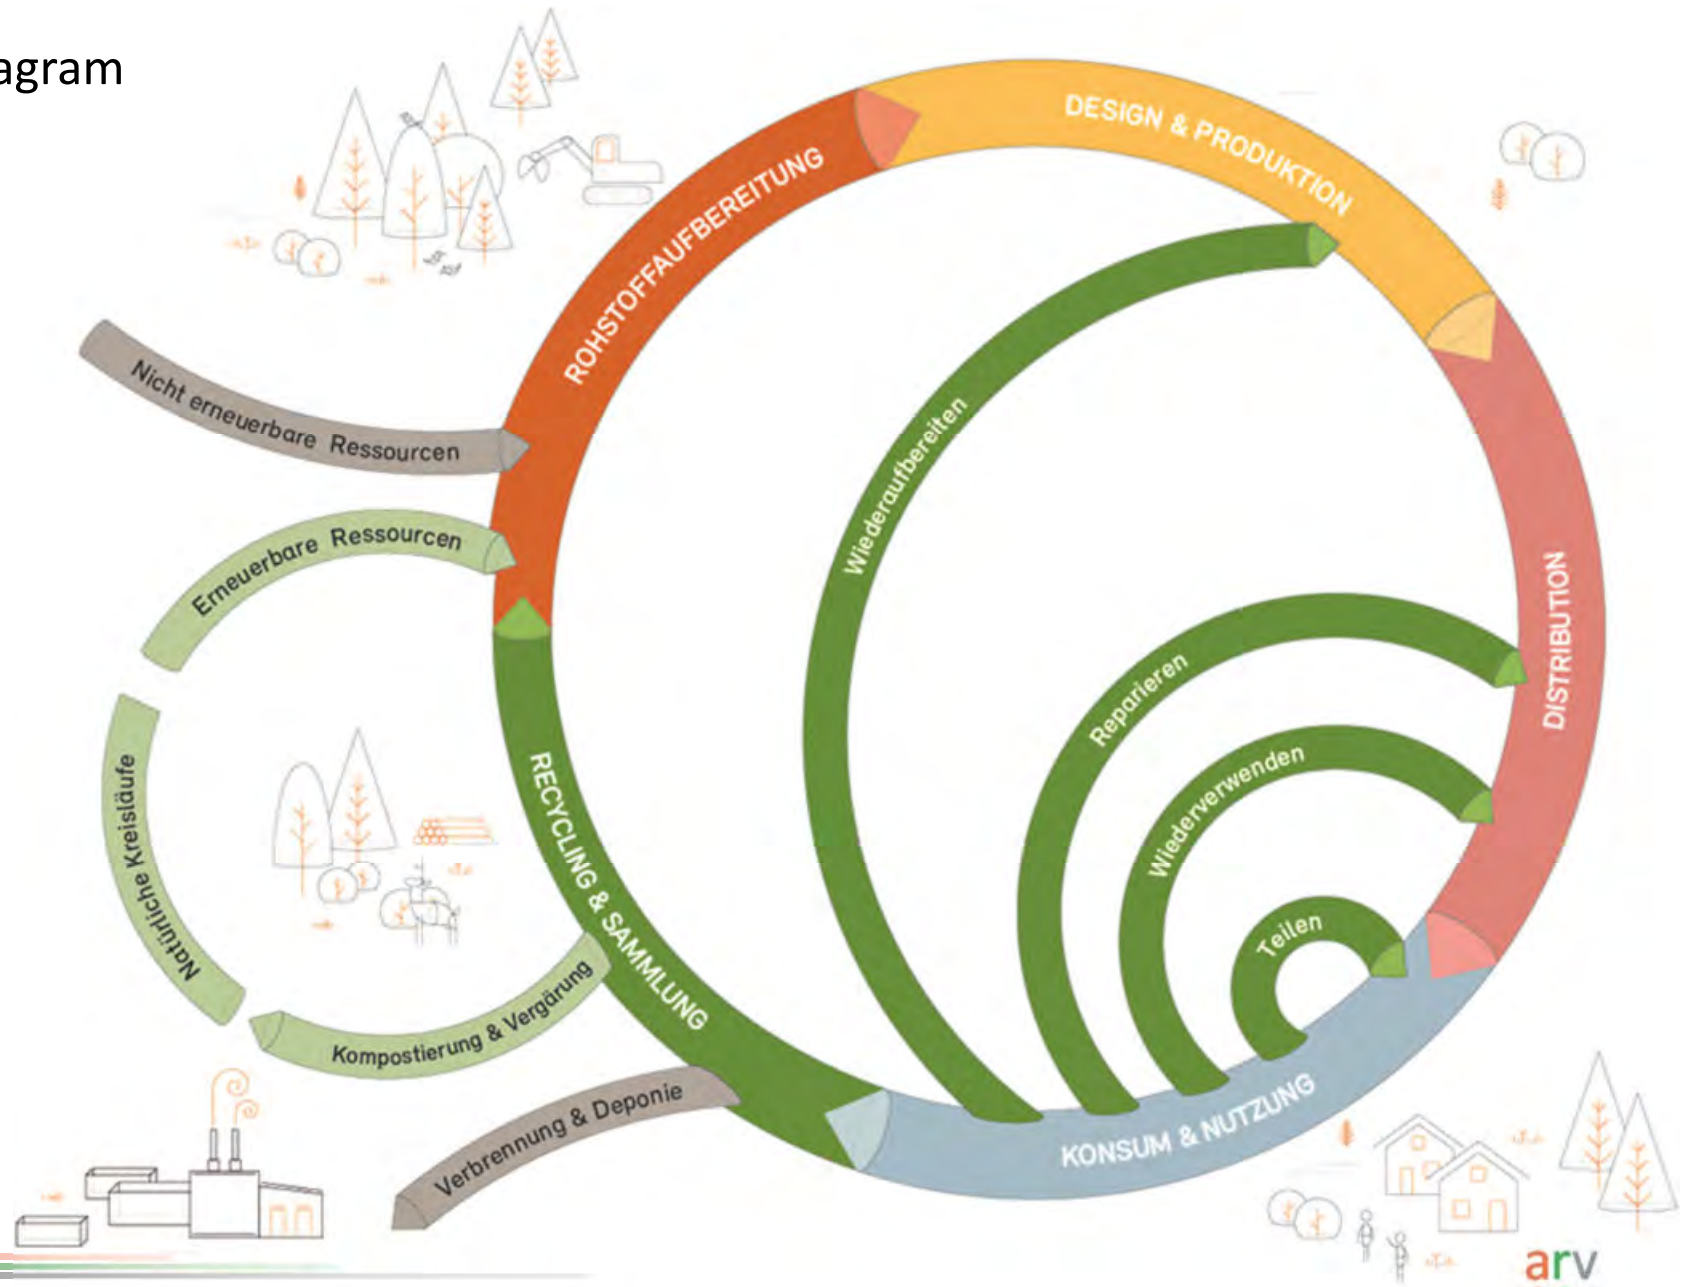 agram
DESIGN & PRODUKTION
ROHSTOFFAUFBEREITUNG
Nicht erneuerbare Ressourcen
Wiederaufbereiten
Erneuerbare Ressourcen
DISTRIBUTION
Reparieren
Wiederverwenden
Natürliche Kreisläufe
RECYCLING & SAMMLUNG
Teilen
Kompostierung & Vergärung
Verbrennung & Deponie
KONSUM & NUTZUNG
arv